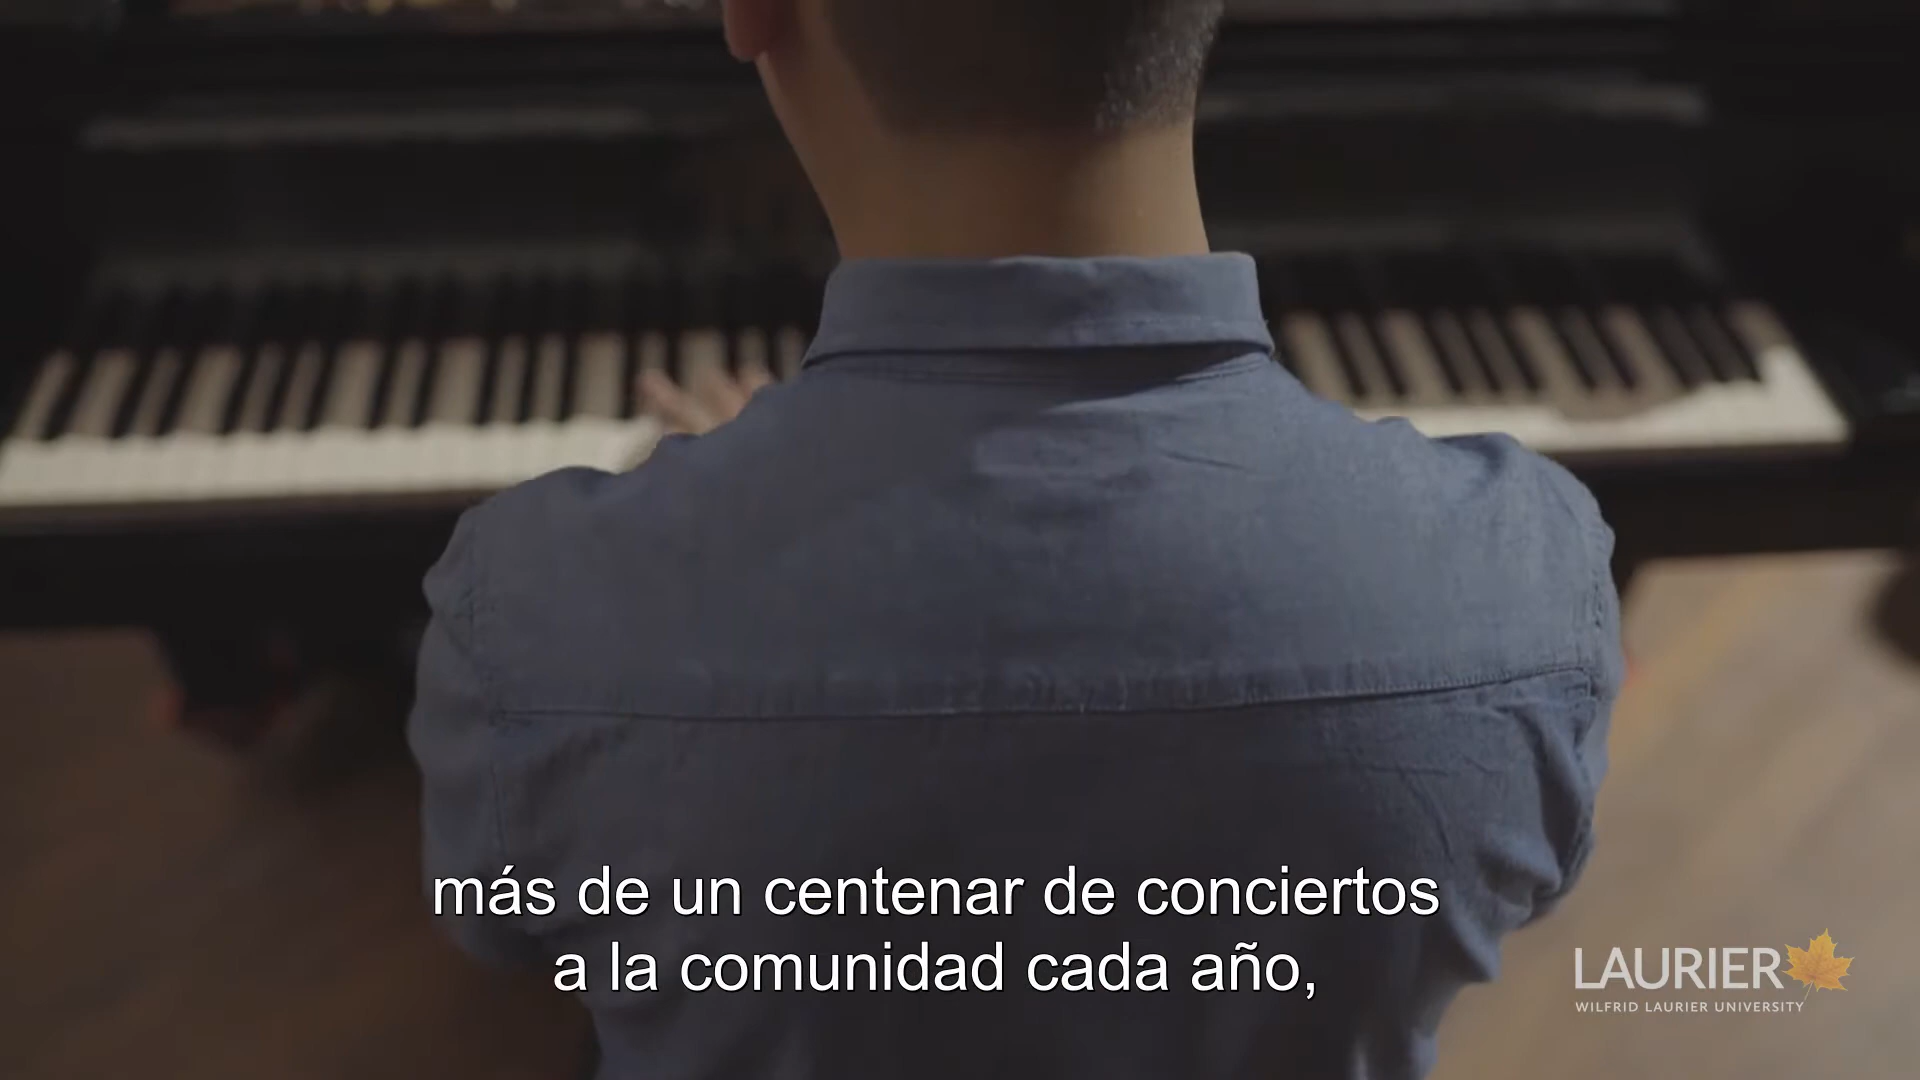 más de un centenar de conciertos
a la comunidad cada año,
LAURIER
WILFRID LAURIER UNIVERSITY